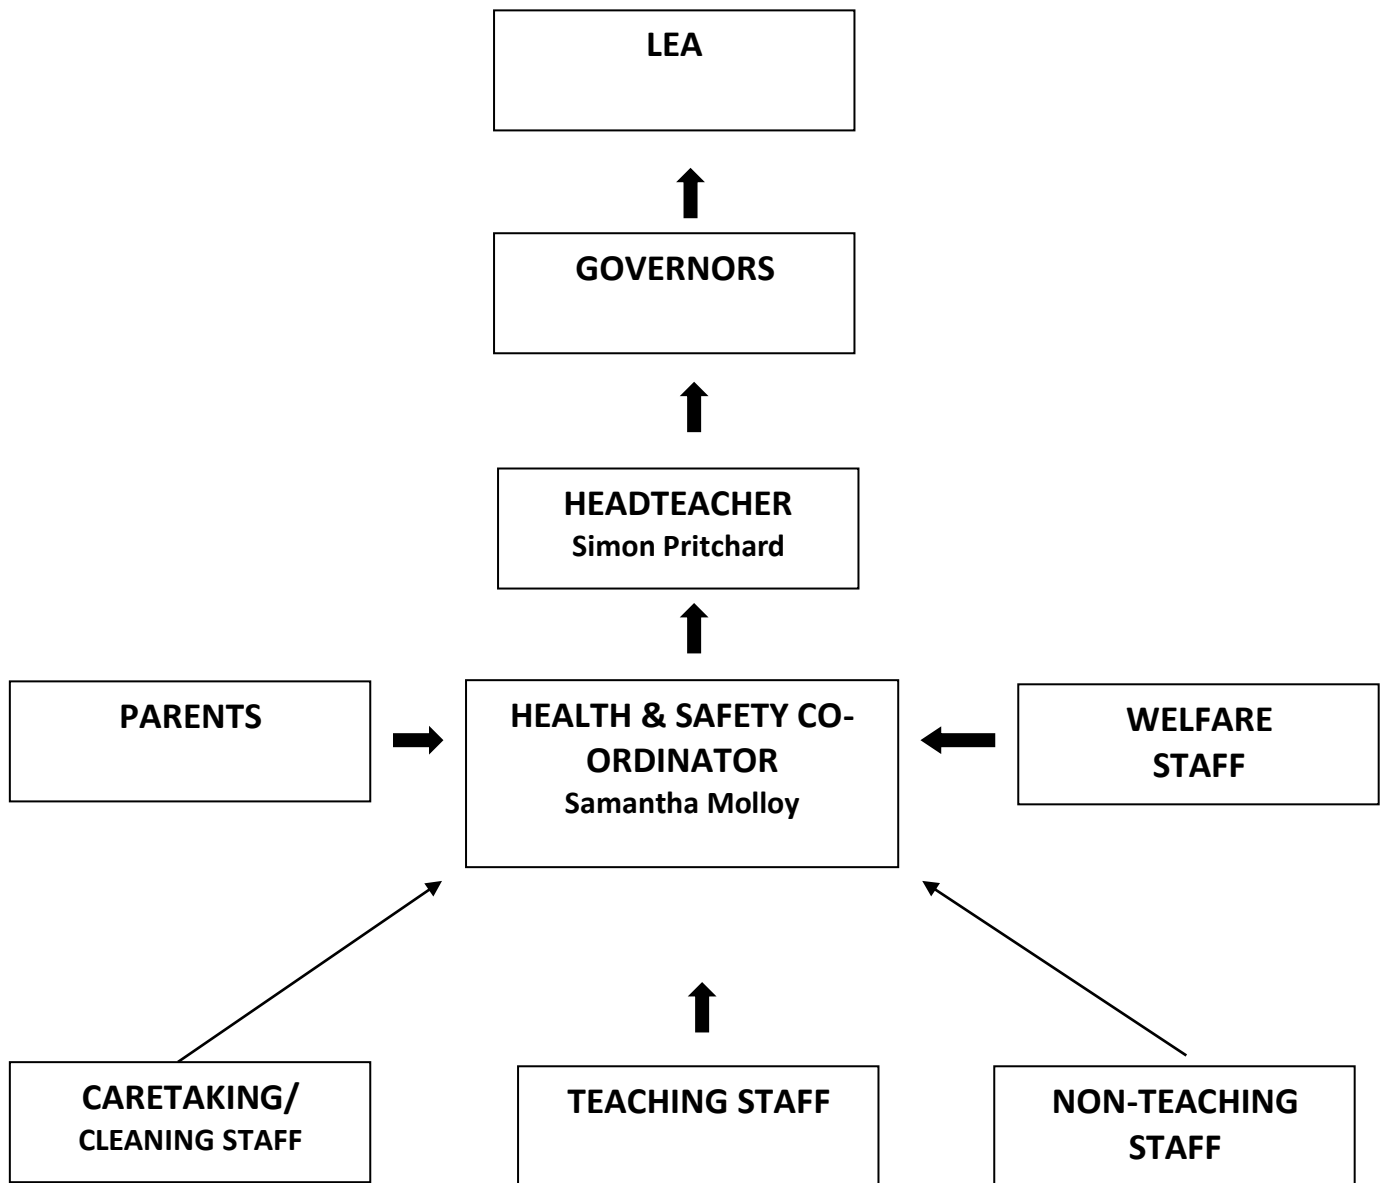 LEA
GOVERNORS
HEADTEACHER
Simon Pritchard
PARENTS
HEALTH & SAFETY CO-
ORDINATOR
Samantha Molloy
WELFARE
STAFF
CARETAKING/
CLEANING STAFF
TEACHING STAFF
NON-TEACHING
STAFF